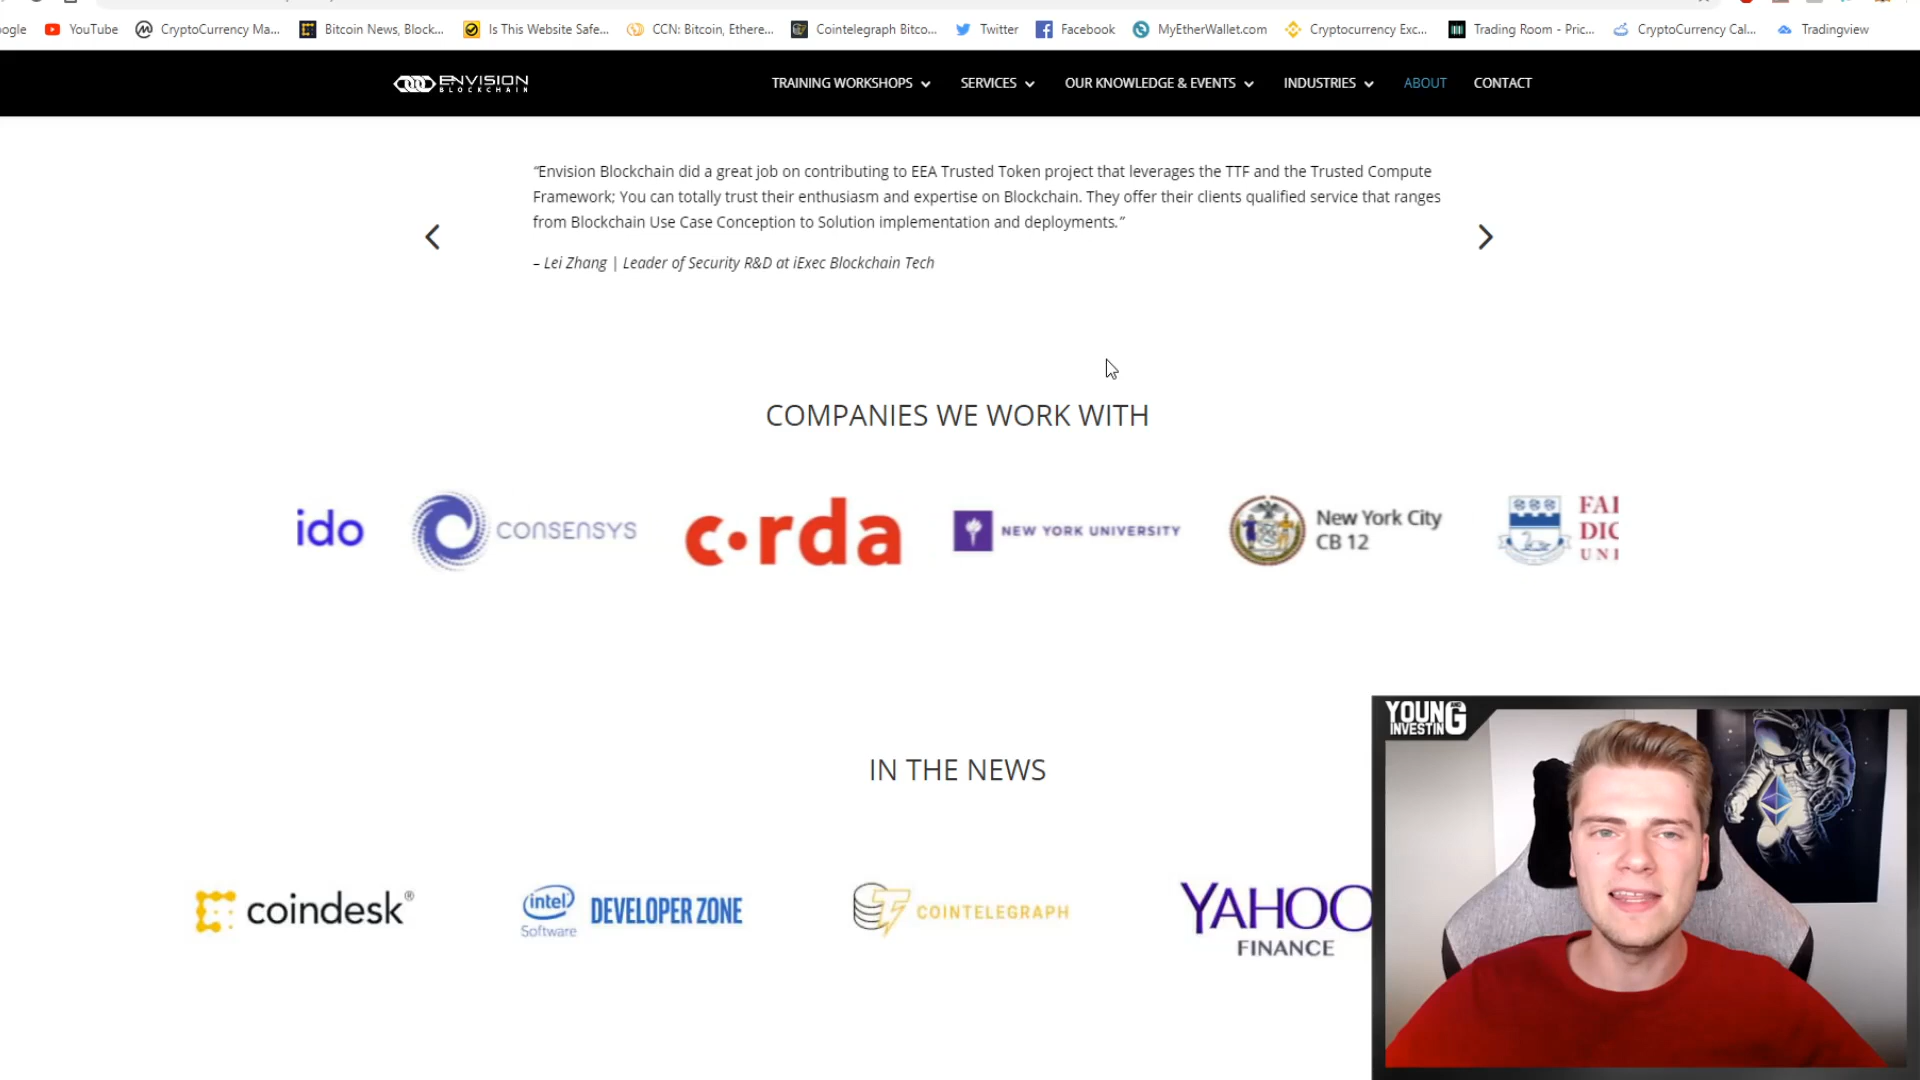 ogle
YouTube
CryptoCurrency Ma...
Bitcoin News, Block...
Is This Website Safe...
CCN: Bitcoin, Ethere...
Cointelegraph Bitco...
Twitter
Facebook
MyEtherWallet.com
Cryptocurrency Exc...
Trading Room - Pric...
CryptoCurrency Cal...
Tradingview
ENVISION
BLOCKCHAIN
TRAINING WORKSHOPS
SERVICES
OUR KNOWLEDGE & EVENTS
INDUSTRIES
ABOUT
CONTACT
“Envision Blockchain did a great job on contributing to EEA Trusted Token project that leverages the TTF and the Trusted Compute
Framework; You can totally trust their enthusiasm and expertise on Blockchain. They offer their clients qualified service that ranges
from Blockchain Use Case Conception to Solution implementation and deployments.”
– Lei Zhang | Leader of Security R&D at iExec Blockchain Tech
COMPANIES WE WORK WITH
ido
CONSENSYS
c•rda
NEW YORK UNIVERSITY
New York City
CB 12
FAI
DIC
UNI
IN THE NEWS
coindesk®
intel
Software
DEVELOPER ZONE
COINTELEGRAPH
YAHOO
FINANCE
YOUNG
AND
INVESTING